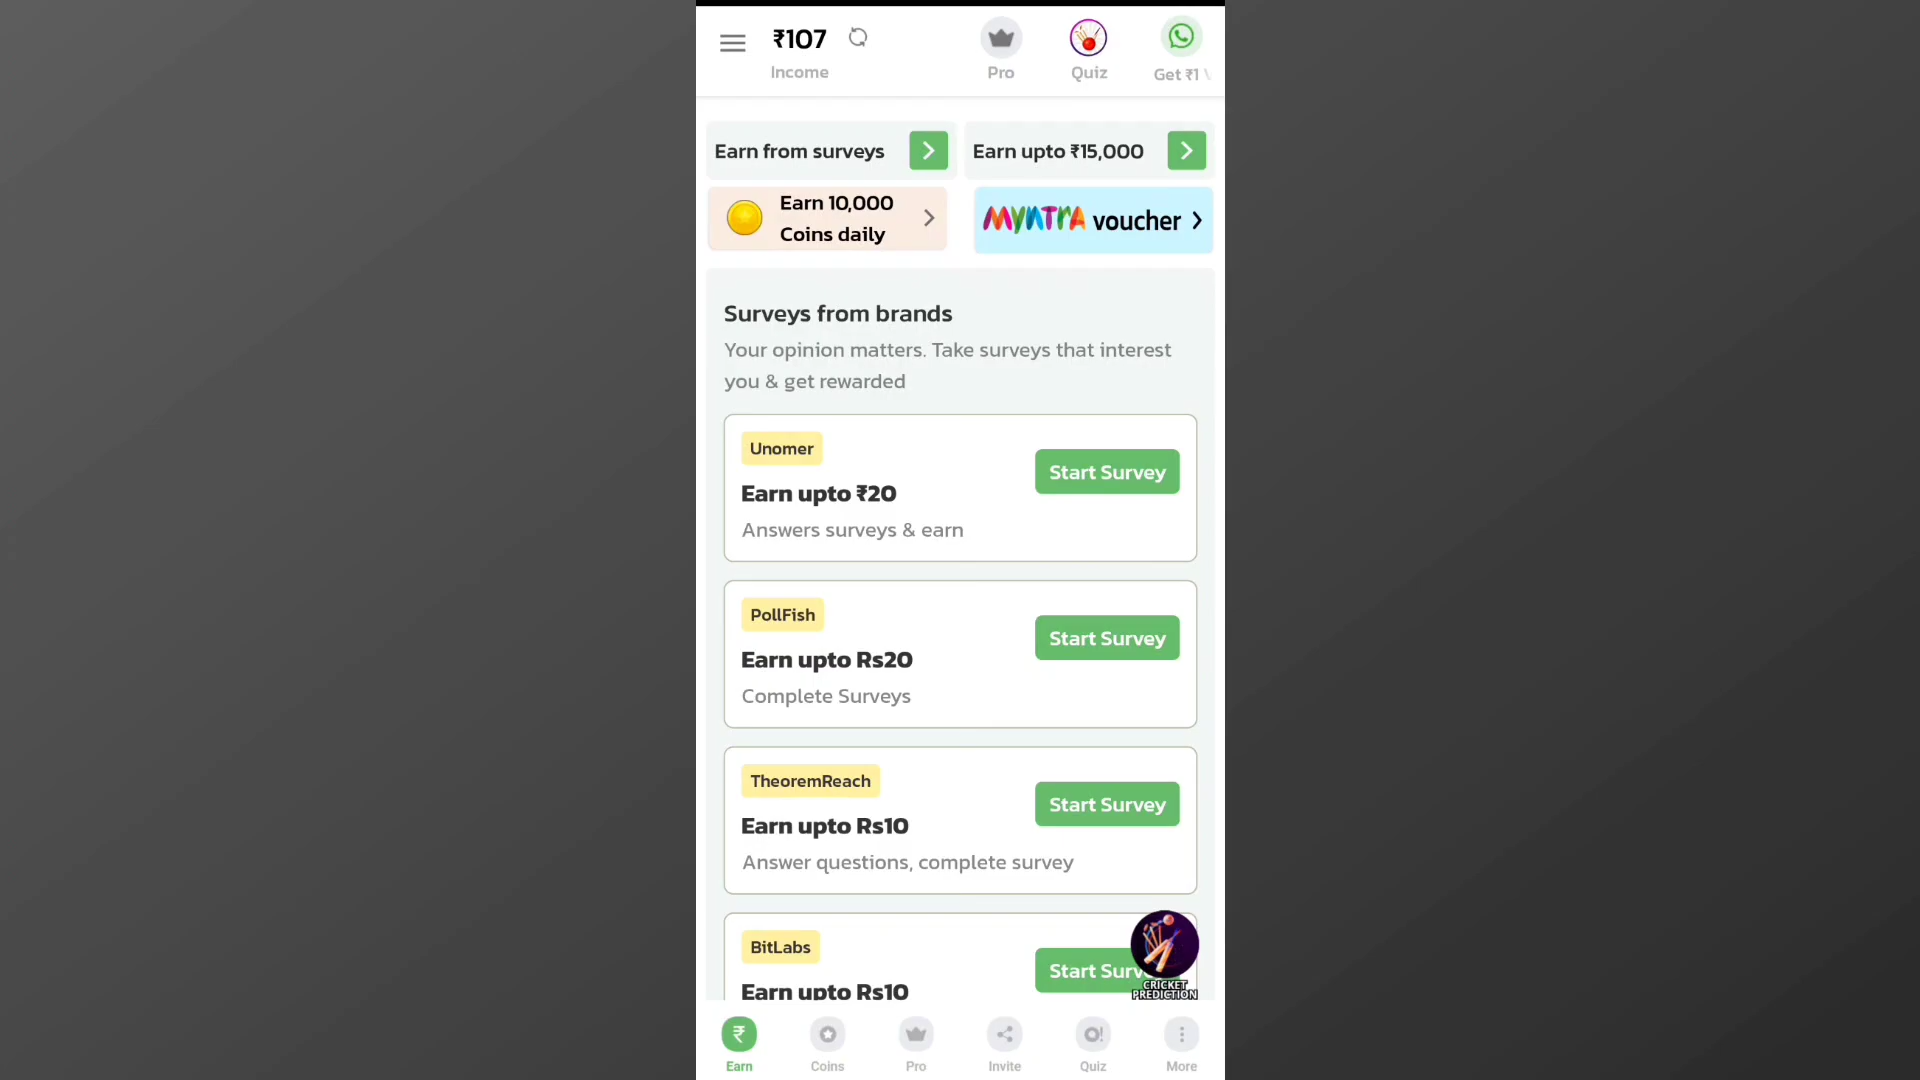 ₹107
Income
Pro
Quiz
Get ₹1
Earn from surveys
Earn upto ₹15,000
Earn 10,000
Coins daily
Myntra voucher
Surveys from brands
Your opinion matters. Take surveys that interest
you & get rewarded
Unomer
Start Survey
Earn upto ₹20
Answers surveys & earn
PollFish
Start Survey
Earn upto Rs20
Complete Surveys
TheoremReach
Start Survey
Earn upto Rs10
Answer questions, complete survey
BitLabs
Start Surv
Earn upto Rs10
CRICKET
PREDICTION
Earn
Coins
Pro
Invite
Quiz
More